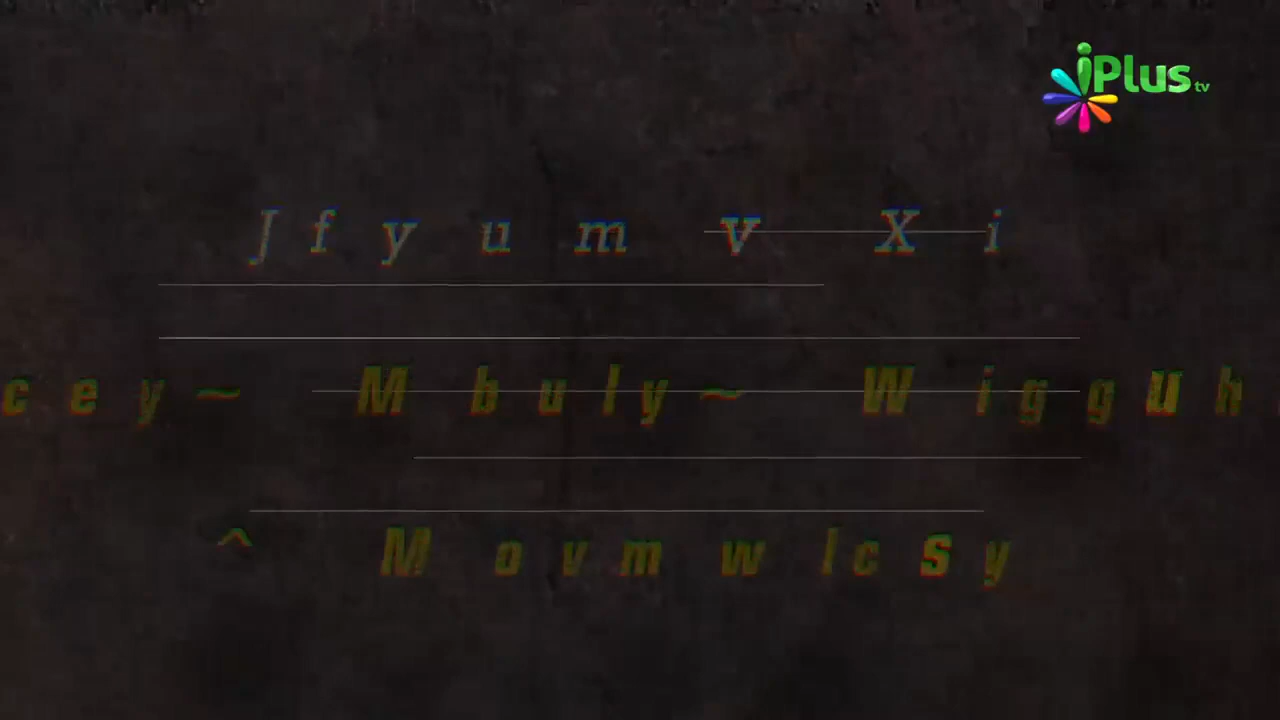 iPlus tv
J f y u m v X i
c e y ~ M b u l y ~ W i g g u h
^ M o v m w l c s y